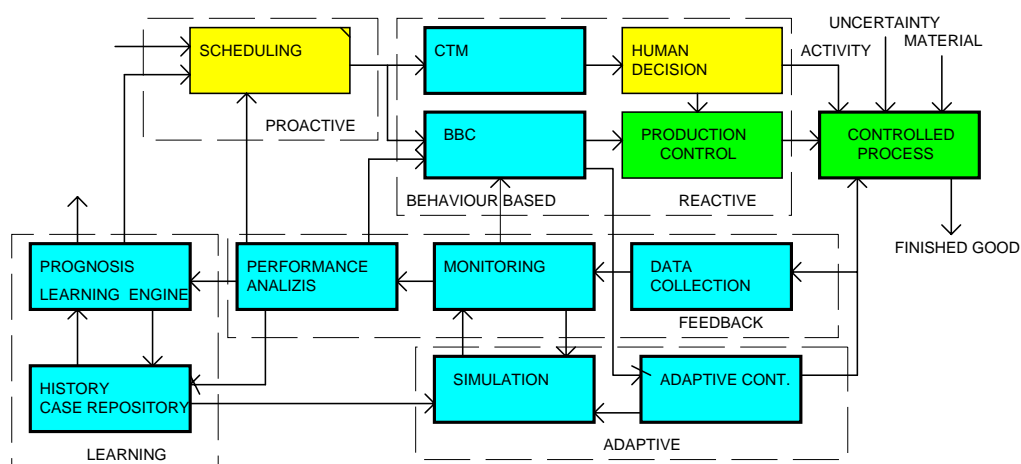 UNCERTAINTY
MATERIAL
ACTIVITY
SCHEDULING
PROACTIVE
CTM
HUMAN
DECISION
BBC
PRODUCTION
CONTROL
CONTROLLED
PROCESS
BEHAVIOUR BASED
REACTIVE
FINISHED GOOD
PROGNOSIS
LEARNING ENGINE
PERFORMANCE
ANALIZIS
MONITORING
DATA
COLLECTION
FEEDBACK
HISTORY
CASE REPOSITORY
SIMULATION
ADAPTIVE CONT.
LEARNING
ADAPTIVE